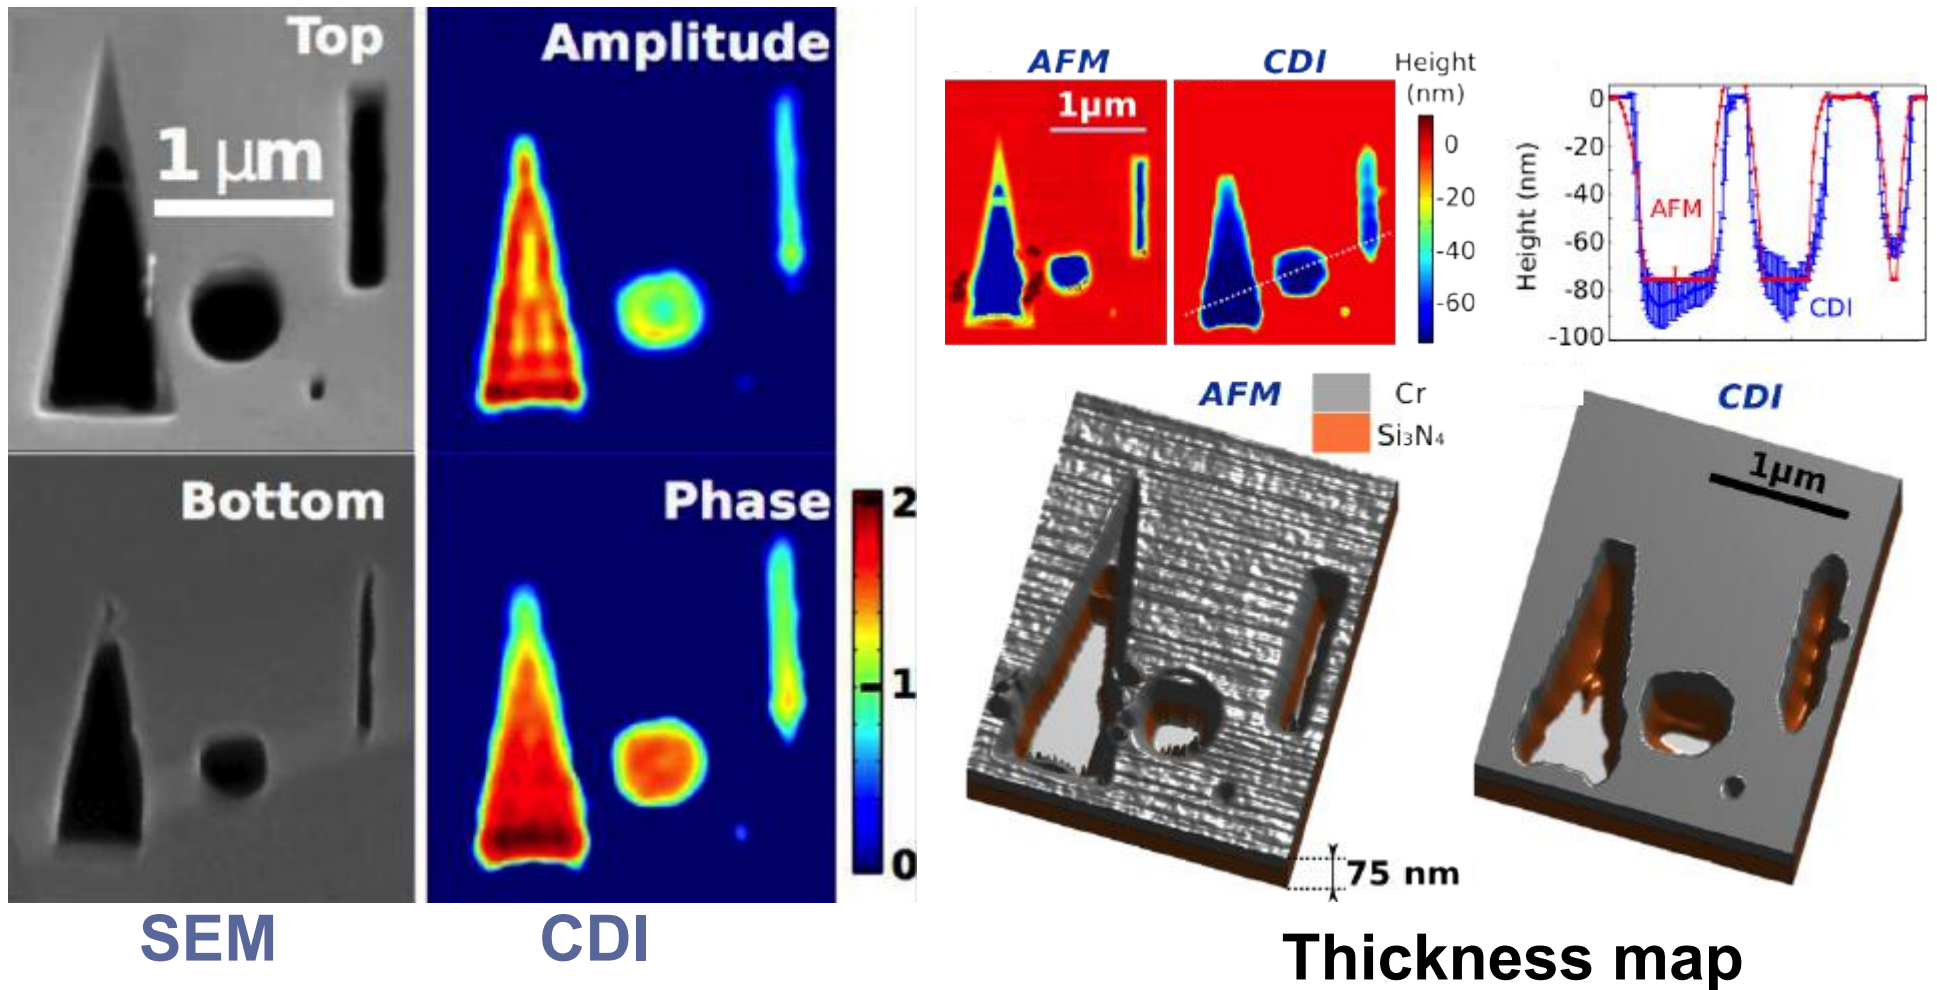 Top
1 μm
Bottom
SEM
Amplitude
Phase
2
1
0
CDI
AFM
CDI
Height
(nm)
1μm
0
-20
-40
-60
Height (nm)
0
-20
-40
-60
-80
-100
AFM
CDI
AFM
Cr
Si₃N₄
CDI
1μm
75 nm
Thickness map